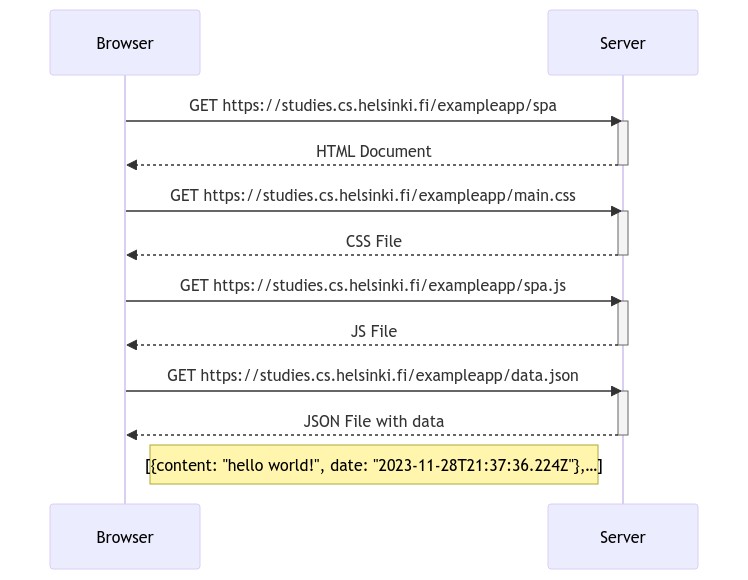 Browser
Server
GET https://studies.cs.helsinki.fi/exampleapp/spa
HTML Document
GET https://studies.cs.helsinki.fi/exampleapp/main.css
CSS File
GET https://studies.cs.helsinki.fi/exampleapp/spa.js
JS File
GET https://studies.cs.helsinki.fi/exampleapp/data.json
JSON File with data
[{content: "hello world!", date: "2023-11-28T21:37:36.224Z"},...]
Browser
Server